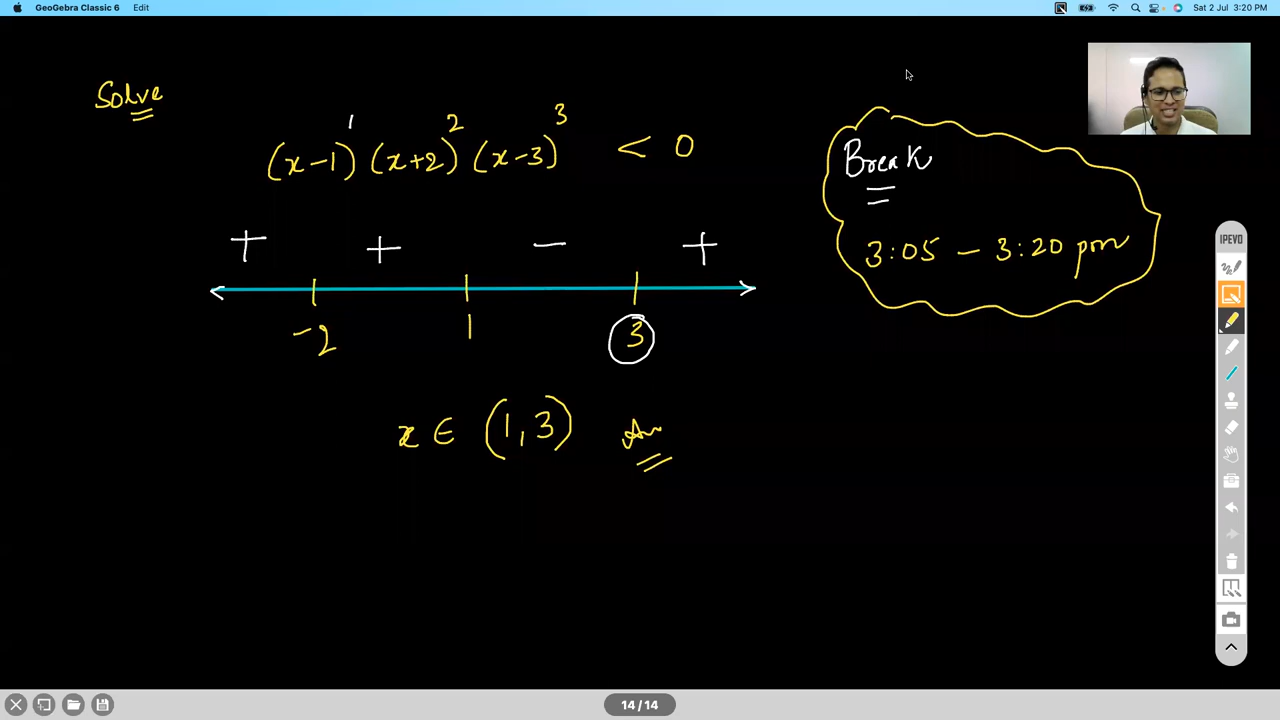 GeoGebra Classic 6 Edit Sat 2 Jul 3:20 PM
Solve
(x-1)¹ (x+2)² (x-3)³ < 0
Break
3:05 – 3:20 pm
+ + − +
-2 1 3
x ∈ (1,3) Ans
IPEVO
14 / 14